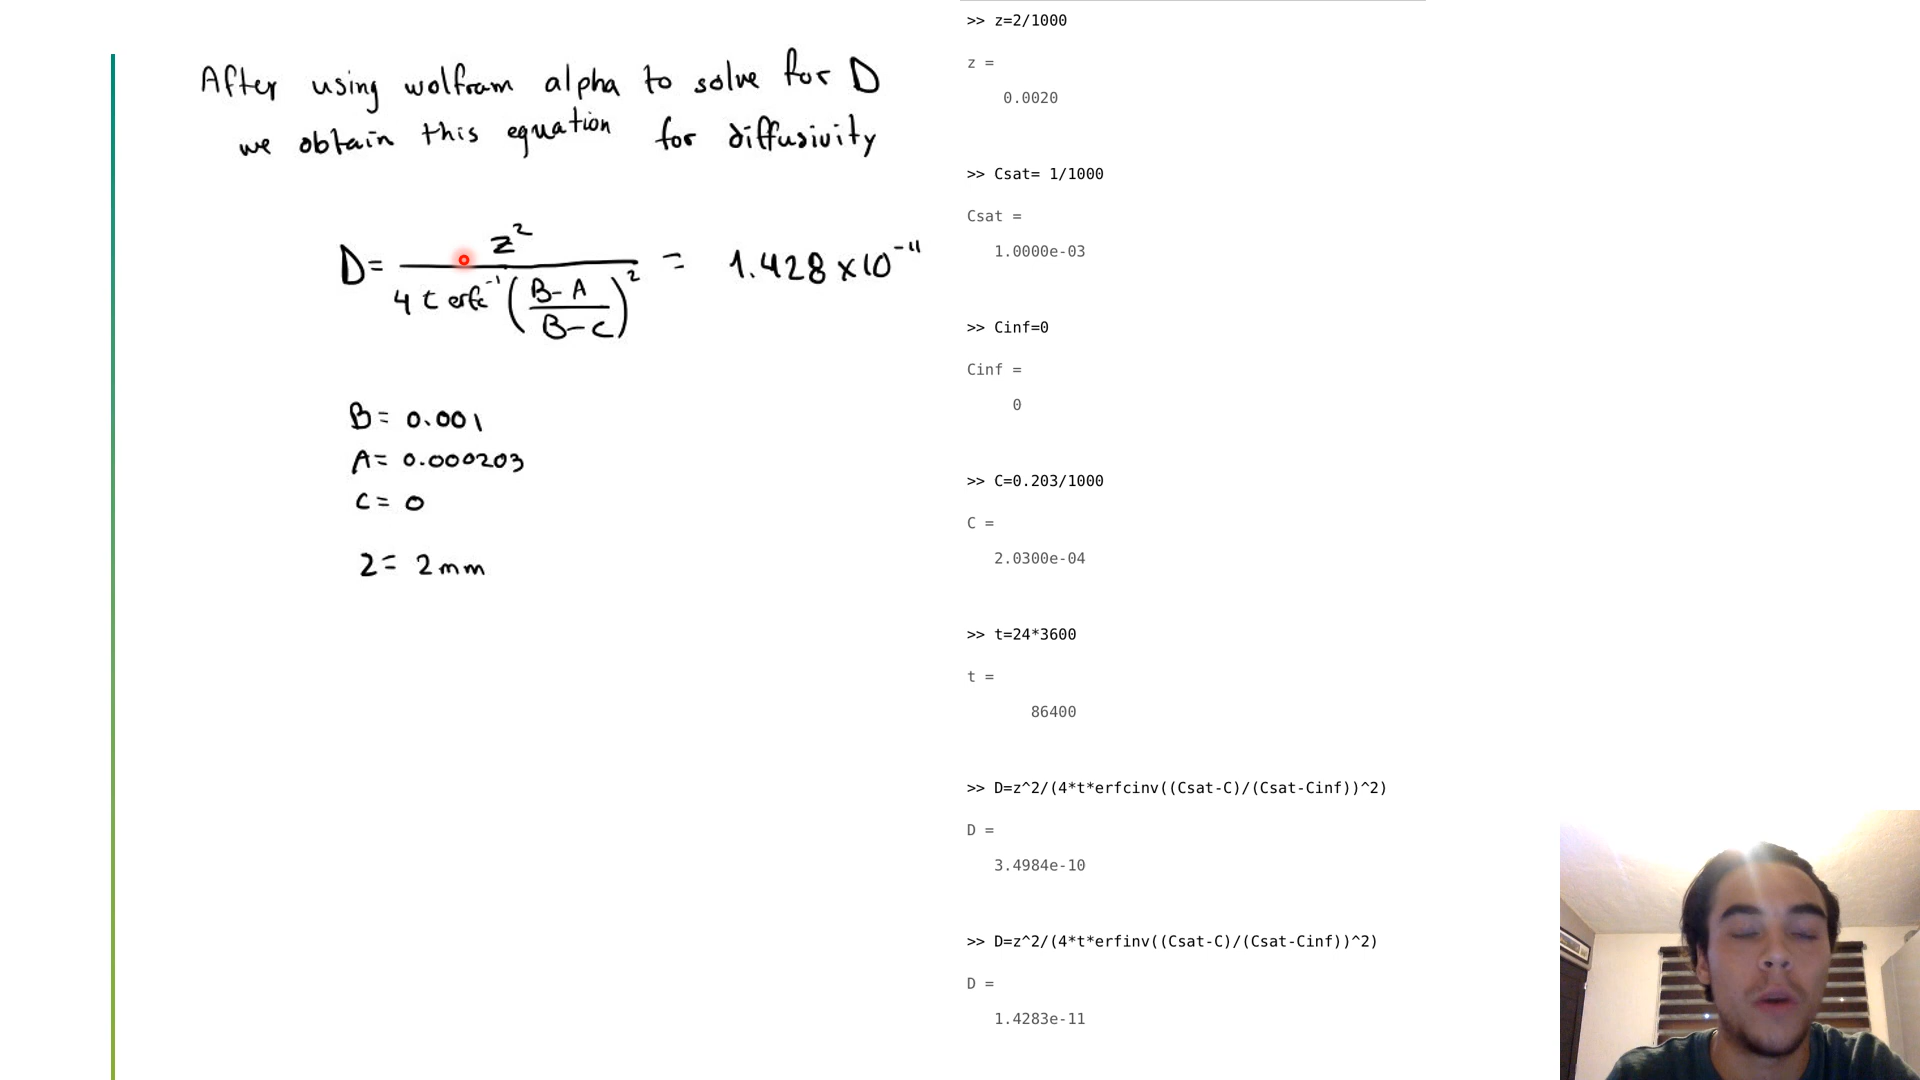 After using wolfram alpha to solve for D
we obtain this equation for diffusivity
D= z² / (4 t erfc⁻¹ ((B-A)/(B-C))²) = 1.428 x10⁻¹¹
B= 0.001
A= 0.000203
C= 0
z= 2mm
>> z=2/1000
z =
0.0020
>> Csat= 1/1000
Csat =
1.0000e-03
>> Cinf=0
Cinf =
0
>> C=0.203/1000
C =
2.0300e-04
>> t=24*3600
t =
86400
>> D=z^2/(4*t*erfcinv((Csat-C)/(Csat-Cinf))^2)
D =
3.4984e-10
>> D=z^2/(4*t*erfinv((Csat-C)/(Csat-Cinf))^2)
D =
1.4283e-11